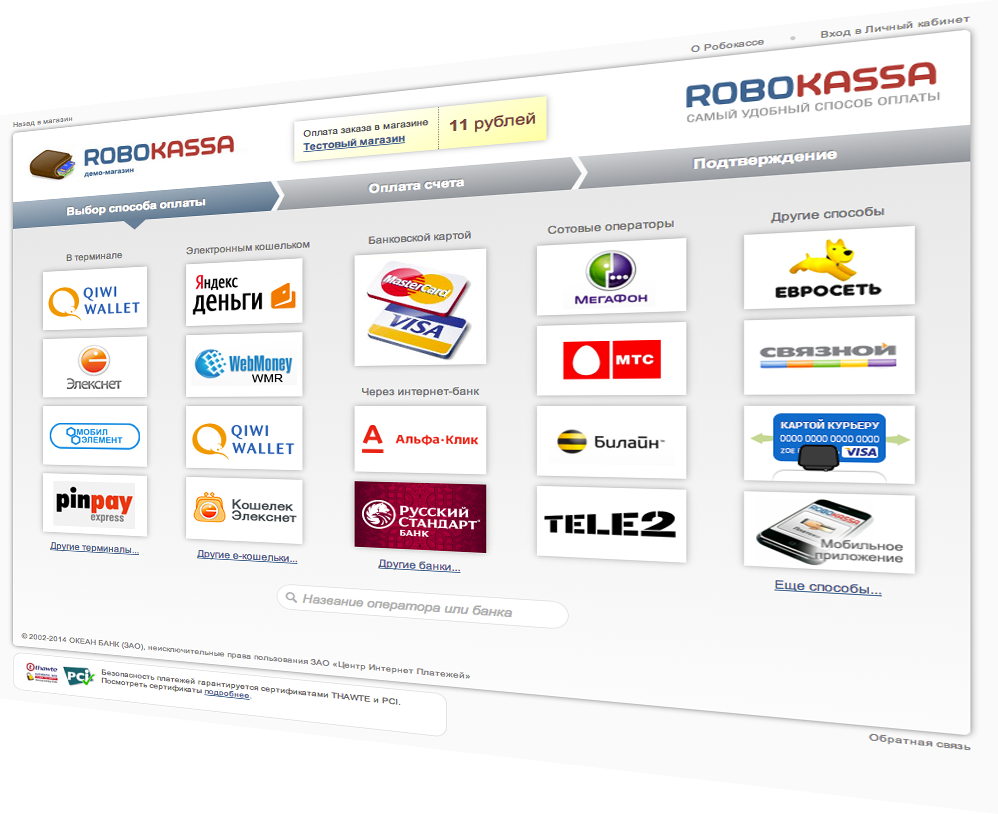 О Робокассе
Вход в Личный кабинет
Назад в магазин
ROBOKASSA
демо-магазин
Оплата заказа в магазине
Тестовый магазин
11 рублей
ROBOKASSA
САМЫЙ УДОБНЫЙ СПОСОБ ОПЛАТЫ
Выбор способа оплаты
Оплата счета
Подтверждение
В терминале
QIWI
WALLET
Элекснет
МОБИЛ
ЭЛЕМЕНТ
pinpay
express
Другие терминалы...
Электронным кошельком
Яндекс
деньги
WebMoney
WMR
QIWI
WALLET
Кошелек
Элекснет
Другие е-кошельки...
Банковской картой
MasterCard
VISA
Через интернет-банк
А
Альфа·Клик
РУССКИЙ
СТАНДАРТ
БАНК
Другие банки...
Сотовые операторы
МЕГАФОН
МТС
Билайн™
TELE2
Другие способы
ЕВРОСЕТЬ
СВЯЗНОЙ
КАРТОЙ КУРЬЕРУ
0000 0000 0000 0000
ZOE
VISA
ROBOKASSA
Мобильное
приложение
Еще способы...
Название оператора или банка
© 2002-2014 ОКЕАН БАНК (ЗАО), неисключительные права пользования ЗАО «Центр Интернет Платежей»
thawte
PCI
Безопасность платежей гарантируется сертификатами THAWTE и PCI.
Посмотреть сертификаты подробнее.
Обратная связь